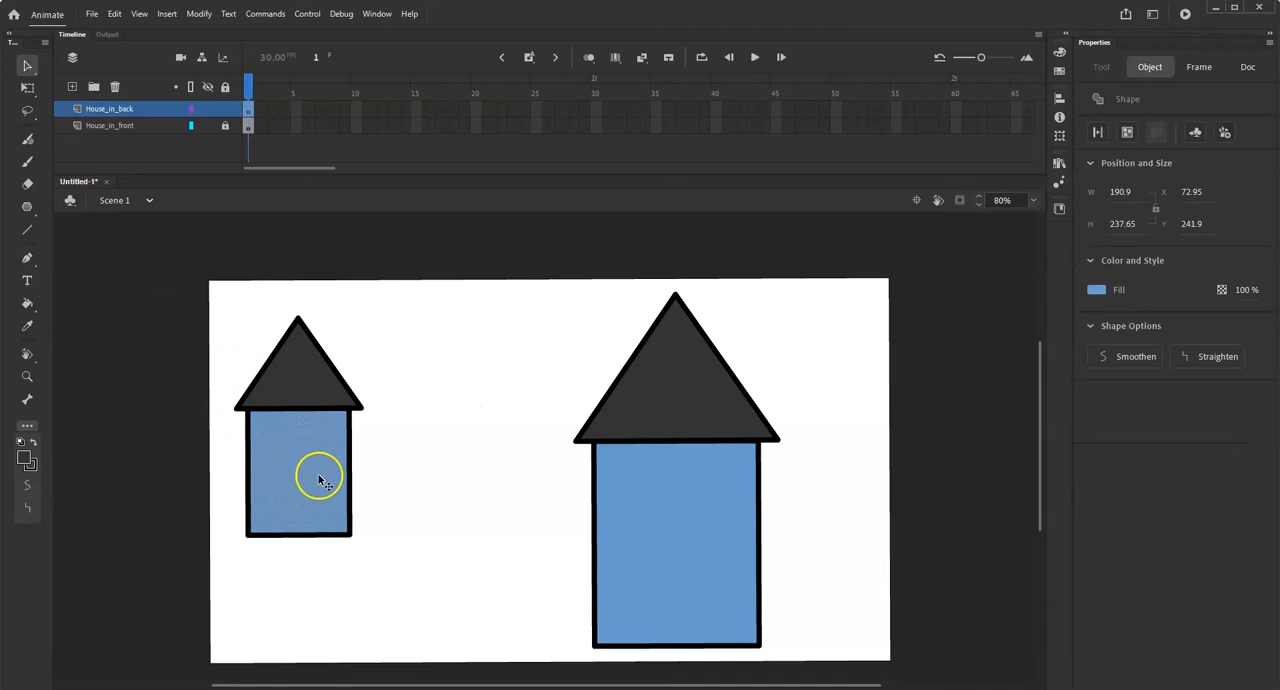 Animate File Edit View Insert Modify Text Commands Control Debug Window Help
T... Timeline Output Properties
30.00 FPS 1 F Tool Object Frame Doc
1s 2s
5 10 15 20 25 30 35 40 45 50 55 60 65
House_in_back Shape
House_in_front
Position and Size
Untitled-1* W 190.9 X 72.95
Scene 1 80%
H 237.65 Y 241.9
Color and Style
Fill 100 %
Shape Options
Smoothen Straighten